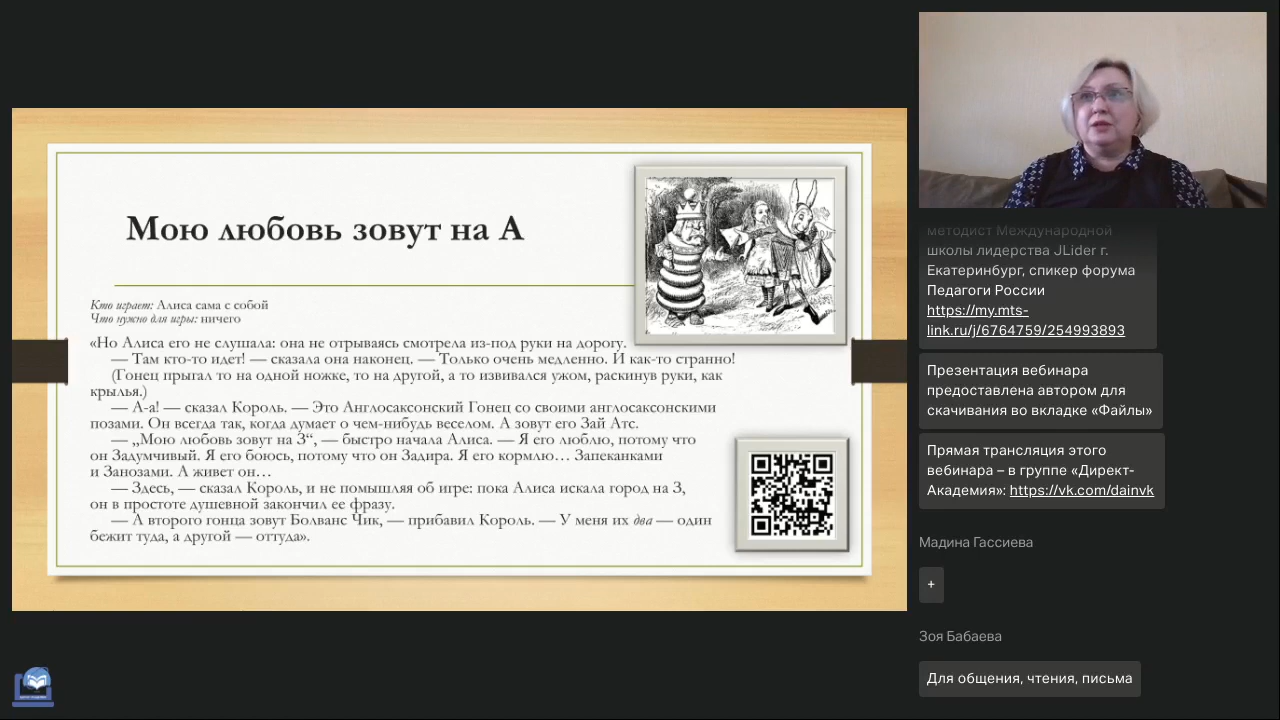 Мою любовь зовут на А
Кто играет: Алиса сама с собой
Что нужно для игры: ничего
«Но Алиса его не слушала: она не отрываясь смотрела из-под руки на дорогу.
— Там кто-то идет! — сказала она наконец. — Только очень медленно. И как-то странно!
(Гонец прыгал то на одной ножке, то на другой, а то извивался ужом, раскинув руки, как
крылья.)
— А-а! — сказал Король. — Это Англосаксонский Гонец со своими англосаксонскими
позами. Он всегда так, когда думает о чем-нибудь веселом. А зовут его Зай Атс.
— „Мою любовь зовут на З“, — быстро начала Алиса. — Я его люблю, потому что
он Задумчивый. Я его боюсь, потому что он Задира. Я его кормлю… Запеканками
и Занозами. А живет он…
— Здесь, — сказал Король, и не помышляя об игре: пока Алиса искала город на З,
он в простоте душевной закончил ее фразу.
— А второго гонца зовут Болванс Чик, — прибавил Король. — У меня их два — один
бежит туда, а другой — оттуда».
методист Международной
школы лидерства JLider г.
Екатеринбург, спикер форума
Педагоги России
https://my.mts-
link.ru/j/6764759/254993893
Презентация вебинара
предоставлена автором для
скачивания во вкладке «Файлы»
Прямая трансляция этого
вебинара – в группе «Директ-
Академия»: https://vk.com/dainvk
Мадина Гассиева
+
Зоя Бабаева
Для общения, чтения, письма